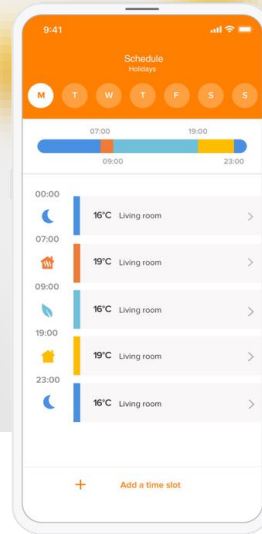 9:41
Schedule
Holidays
M T W T F S S
07:00 19:00
09:00 23:00
00:00
16°C Living room
07:00
19°C Living room
09:00
16°C Living room
19:00
19°C Living room
23:00
16°C Living room
+ Add a time slot